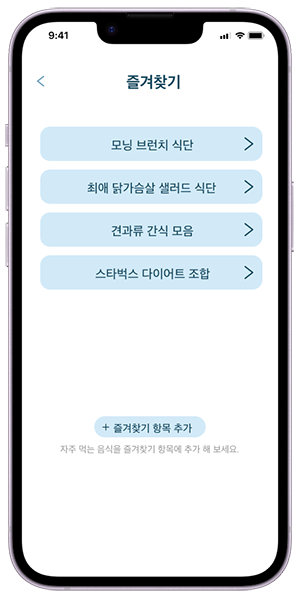 9:41
즐겨찾기
모닝 브런치 식단
최애 닭가슴살 샐러드 식단
견과류 간식 모음
스타벅스 다이어트 조합
+ 즐겨찾기 항목 추가
자주 먹는 음식을 즐겨찾기 항목에 추가 해 보세요.